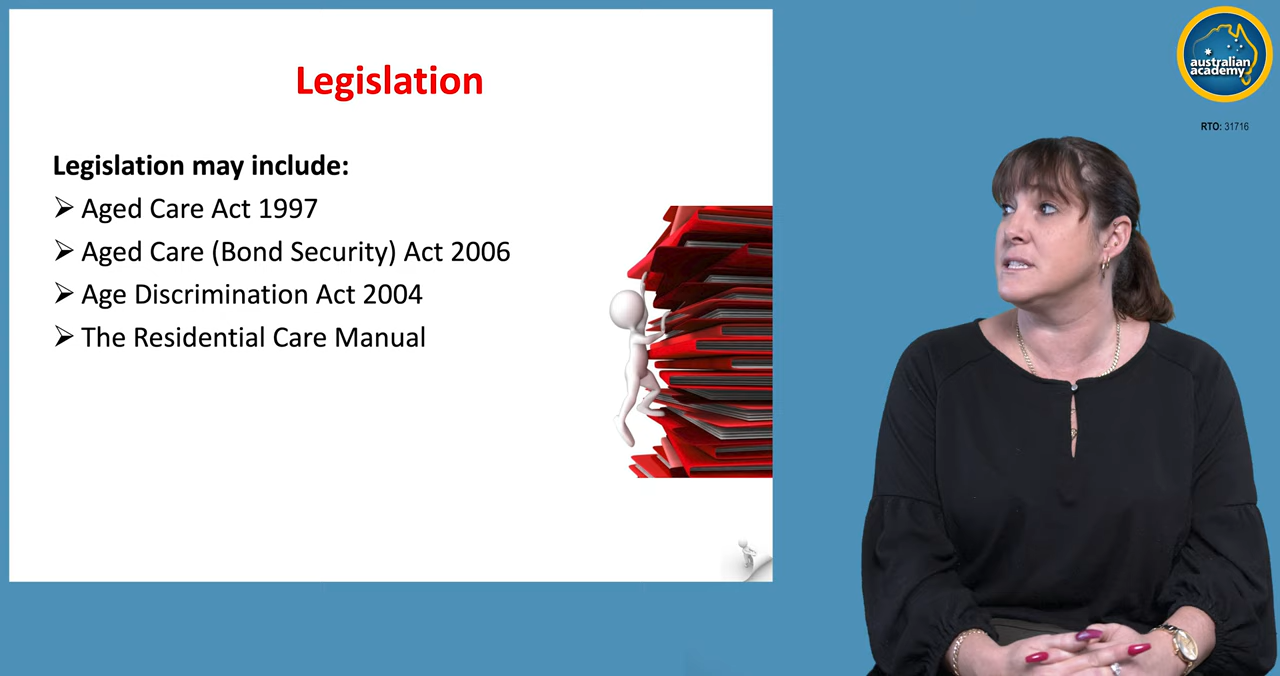 Legislation
Legislation may include:
➢ Aged Care Act 1997
➢ Aged Care (Bond Security) Act 2006
➢ Age Discrimination Act 2004
➢ The Residential Care Manual
australian
academy
RTO: 31716